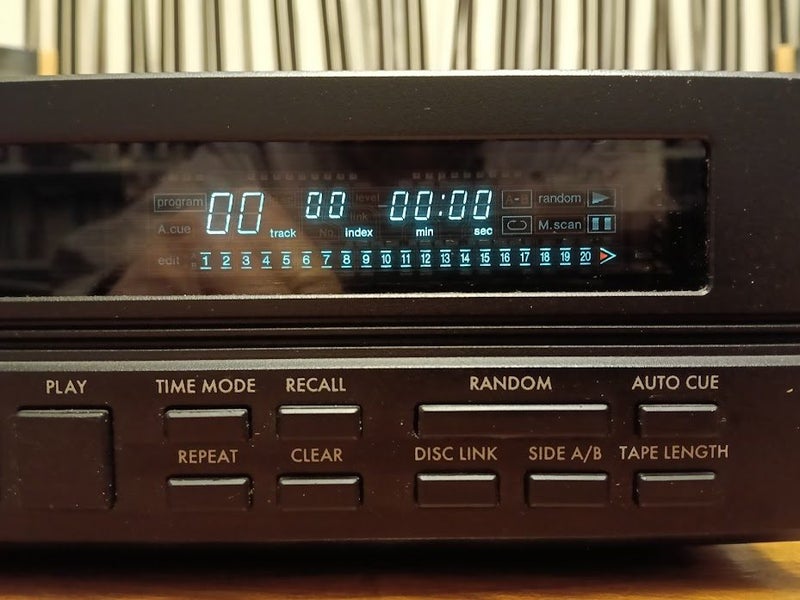 program 00 00 level 00:00 A-B random
A.cue track No. index link min sec M.scan
edit 1 2 3 4 5 6 7 8 9 10 11 12 13 14 15 16 17 18 19 20
PLAY TIME MODE RECALL RANDOM AUTO CUE
REPEAT CLEAR DISC LINK SIDE A/B TAPE LENGTH